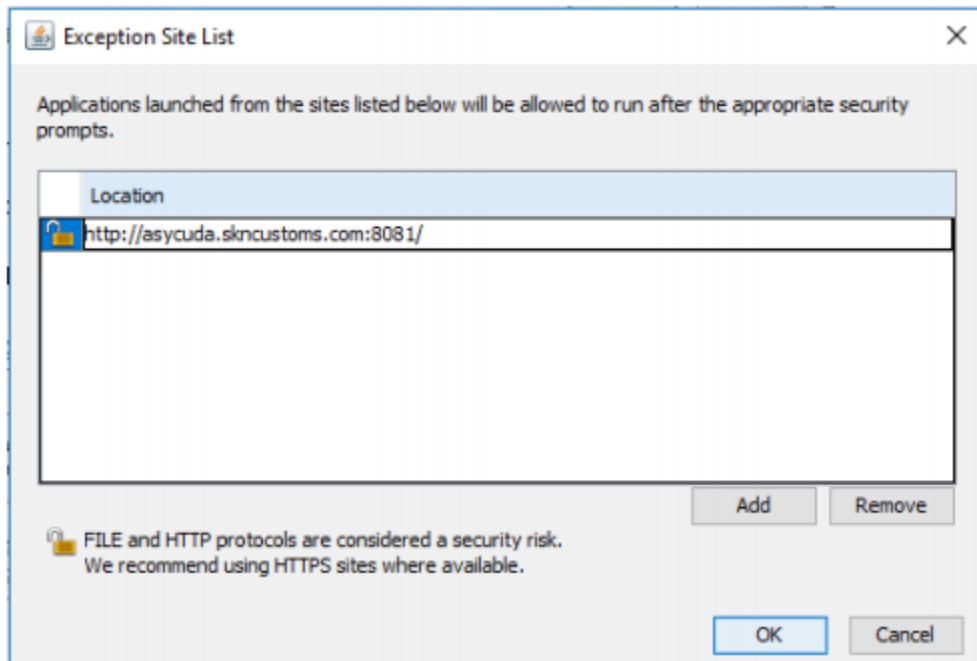 Exception Site List
Applications launched from the sites listed below will be allowed to run after the appropriate security
prompts.
Location
http://asycuda.skncustoms.com:8081/
Add
Remove
FILE and HTTP protocols are considered a security risk.
We recommend using HTTPS sites where available.
OK
Cancel